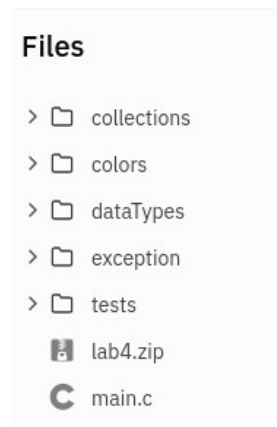 Files
collections
colors
dataTypes
exception
tests
lab4.zip
main.c